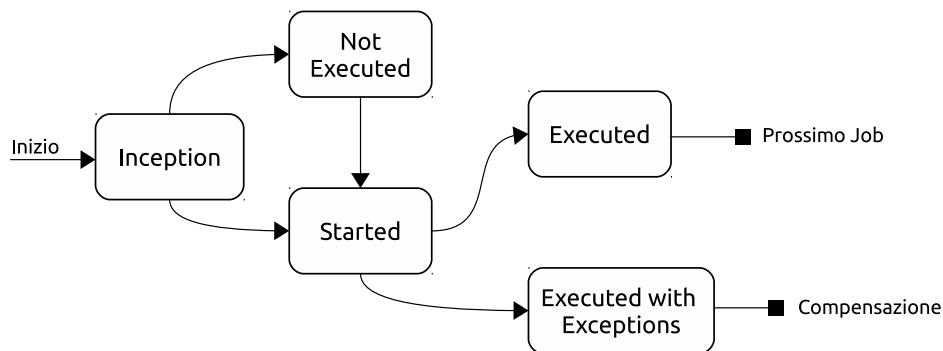 Not
Executed
Inizio
Inception
Executed
Prossimo Job
Started
Executed with
Exceptions
Compensazione